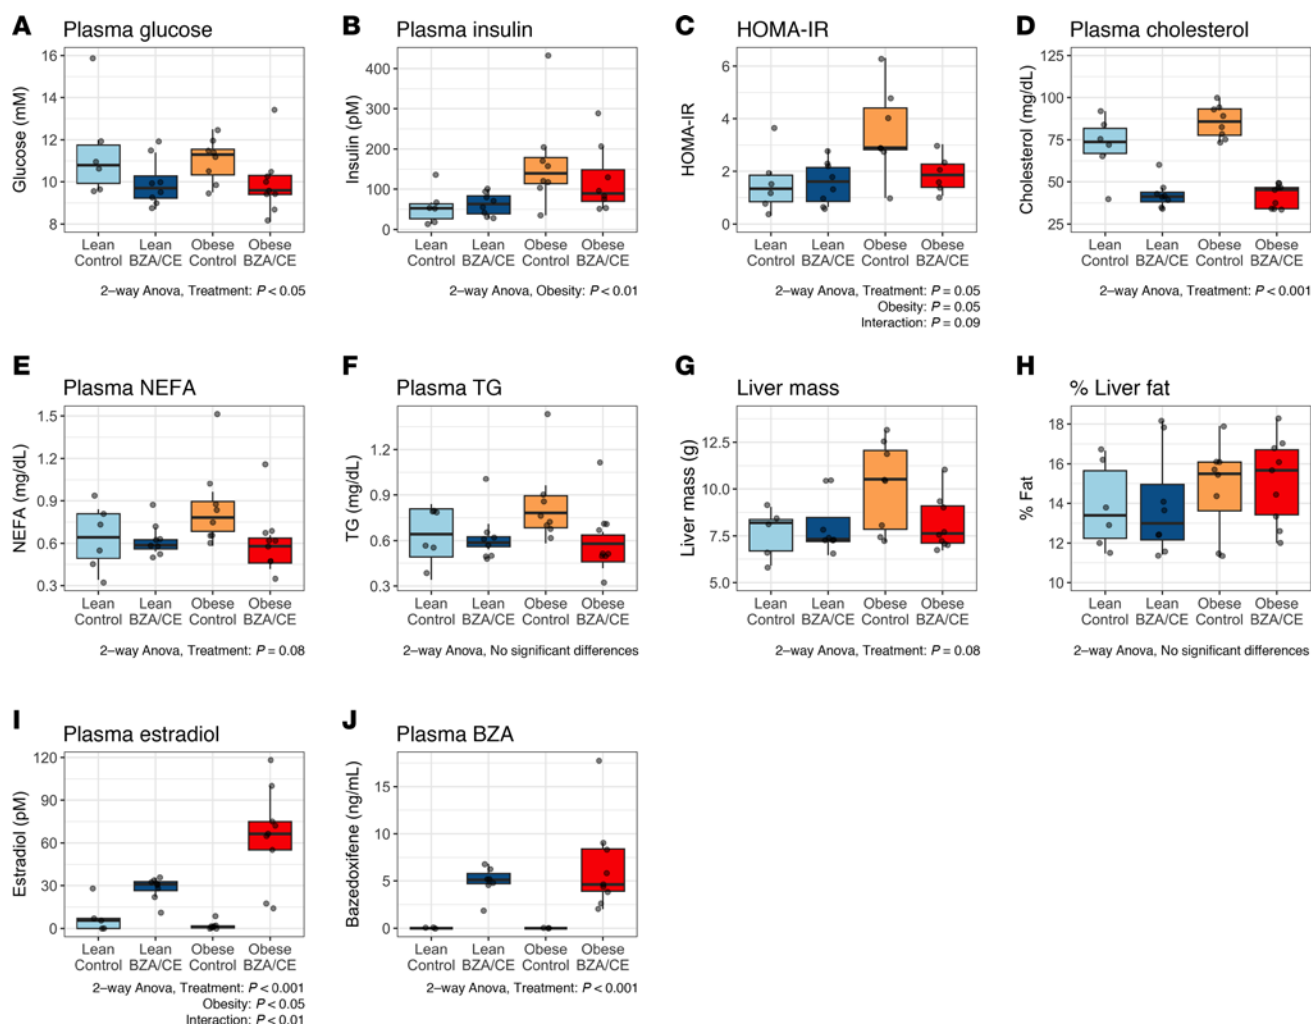 A Plasma glucose
Glucose (mM)
16
14
12
10
8
Lean Control
Lean BZA/CE
Obese Control
Obese BZA/CE
2–way Anova, Treatment: P < 0.05
B Plasma insulin
Insulin (pM)
400
300
200
100
0
Lean Control
Lean BZA/CE
Obese Control
Obese BZA/CE
2–way Anova, Obesity: P < 0.01
C HOMA-IR
HOMA-IR
6
4
2
0
Lean Control
Lean BZA/CE
Obese Control
Obese BZA/CE
2–way Anova, Treatment: P = 0.05
Obesity: P = 0.05
Interaction: P = 0.09
D Plasma cholesterol
Cholesterol (mg/dL)
125
100
75
50
25
Lean Control
Lean BZA/CE
Obese Control
Obese BZA/CE
2–way Anova, Treatment: P < 0.001
E Plasma NEFA
NEFA (mg/dL)
1.5
1.2
0.9
0.6
0.3
Lean Control
Lean BZA/CE
Obese Control
Obese BZA/CE
2–way Anova, Treatment: P = 0.08
F Plasma TG
TG (mg/dL)
1.2
0.9
0.6
0.3
Lean Control
Lean BZA/CE
Obese Control
Obese BZA/CE
2–way Anova, No significant differences
G Liver mass
Liver mass (g)
12.5
10.0
7.5
5.0
Lean Control
Lean BZA/CE
Obese Control
Obese BZA/CE
2–way Anova, Treatment: P = 0.08
H % Liver fat
% Fat
18
16
14
12
10
Lean Control
Lean BZA/CE
Obese Control
Obese BZA/CE
2–way Anova, No significant differences
I Plasma estradiol
Estradiol (pM)
120
90
60
30
0
Lean Control
Lean BZA/CE
Obese Control
Obese BZA/CE
2–way Anova, Treatment: P < 0.001
Obesity: P < 0.05
Interaction: P < 0.01
J Plasma BZA
Bazedoxifene (ng/mL)
15
10
5
0
Lean Control
Lean BZA/CE
Obese Control
Obese BZA/CE
2–way Anova, Treatment: P < 0.001